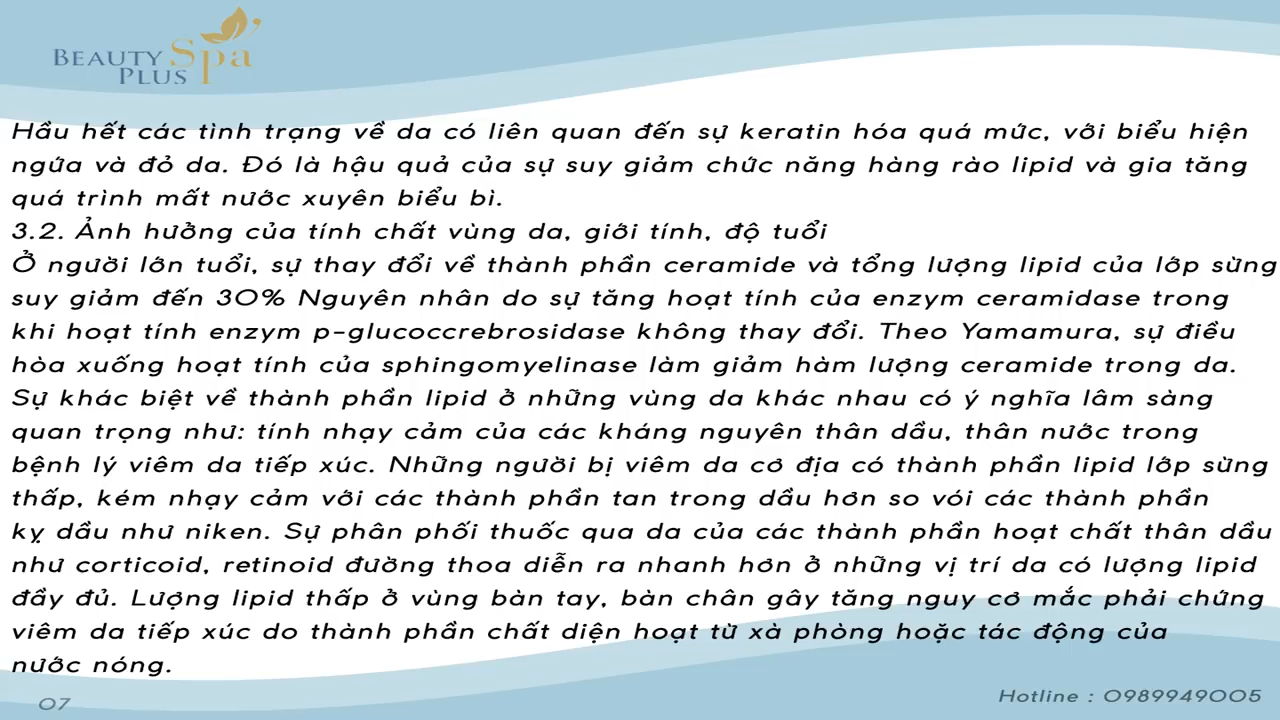 BEAUTY Spa
PLUS
Hầu hết các tình trạng về da có liên quan đến sự keratin hóa quá mức, với biểu hiện
ngứa và đỏ da. Đó là hậu quả của sự suy giảm chức năng hàng rào lipid và gia tăng
quá trình mất nước xuyên biểu bì.
3.2. Ảnh hưởng của tính chất vùng da, giới tính, độ tuổi
Ở người lớn tuổi, sự thay đổi về thành phần ceramide và tổng lượng lipid của lớp sừng
suy giảm đến 30% Nguyên nhân do sự tăng hoạt tính của enzym ceramidase trong
khi hoạt tính enzym p-glucoccrebrosidase không thay đổi. Theo Yamamura, sự điều
hòa xuống hoạt tính của sphingomyelinase làm giảm hàm lượng ceramide trong da.
Sự khác biệt về thành phần lipid ở những vùng da khác nhau có ý nghĩa lâm sàng
quan trọng như: tính nhạy cảm của các kháng nguyên thân dầu, thân nước trong
bệnh lý viêm da tiếp xúc. Những người bị viêm da cơ địa có thành phần lipid lớp sừng
thấp, kém nhạy cảm với các thành phần tan trong dầu hơn so vói các thành phần
kỵ dầu như niken. Sự phân phối thuốc qua da của các thành phần hoạt chất thân dầu
như corticoid, retinoid đường thoa diễn ra nhanh hơn ở những vị trí da có lượng lipid
đầy đủ. Lượng lipid thấp ở vùng bàn tay, bàn chân gây tăng nguy cơ mắc phải chứng
viêm da tiếp xúc do thành phần chất diện hoạt từ xà phòng hoặc tác động của
nước nóng.
07
Hotline : 0989949005